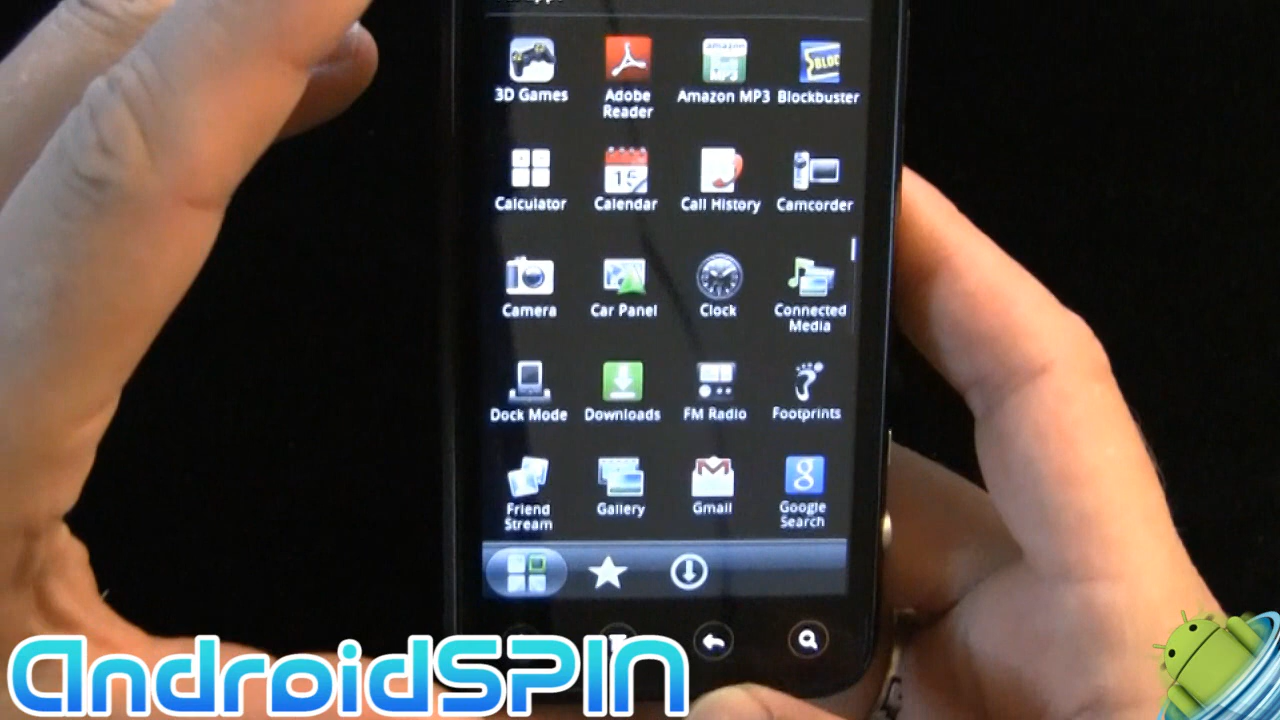 3D Games
Adobe Reader
Amazon MP3
Blockbuster
Calculator
Calendar
Call History
Camcorder
Camera
Car Panel
Clock
Connected Media
Dock Mode
Downloads
FM Radio
Footprints
Friend Stream
Gallery
Gmail
Google Search
AndroidSPIN